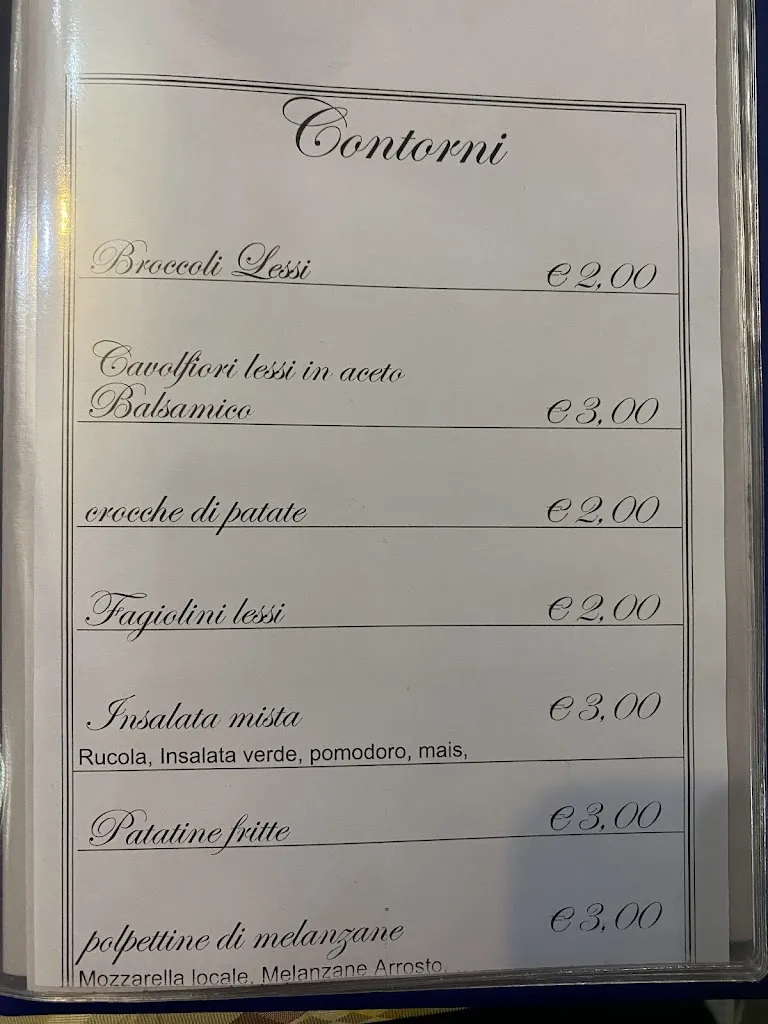 Contorni
Broccoli Lessi € 2,00
Cavolfiori lessi in aceto
Balsamico € 3,00
crocche di patate € 2,00
Fagiolini lessi € 2,00
Insalata mista € 3,00
Rucola, Insalata verde, pomodoro, mais,
Patatine fritte € 3,00
polpettine di melanzane € 3,00
Mozzarella locale, Melanzane Arrosto,